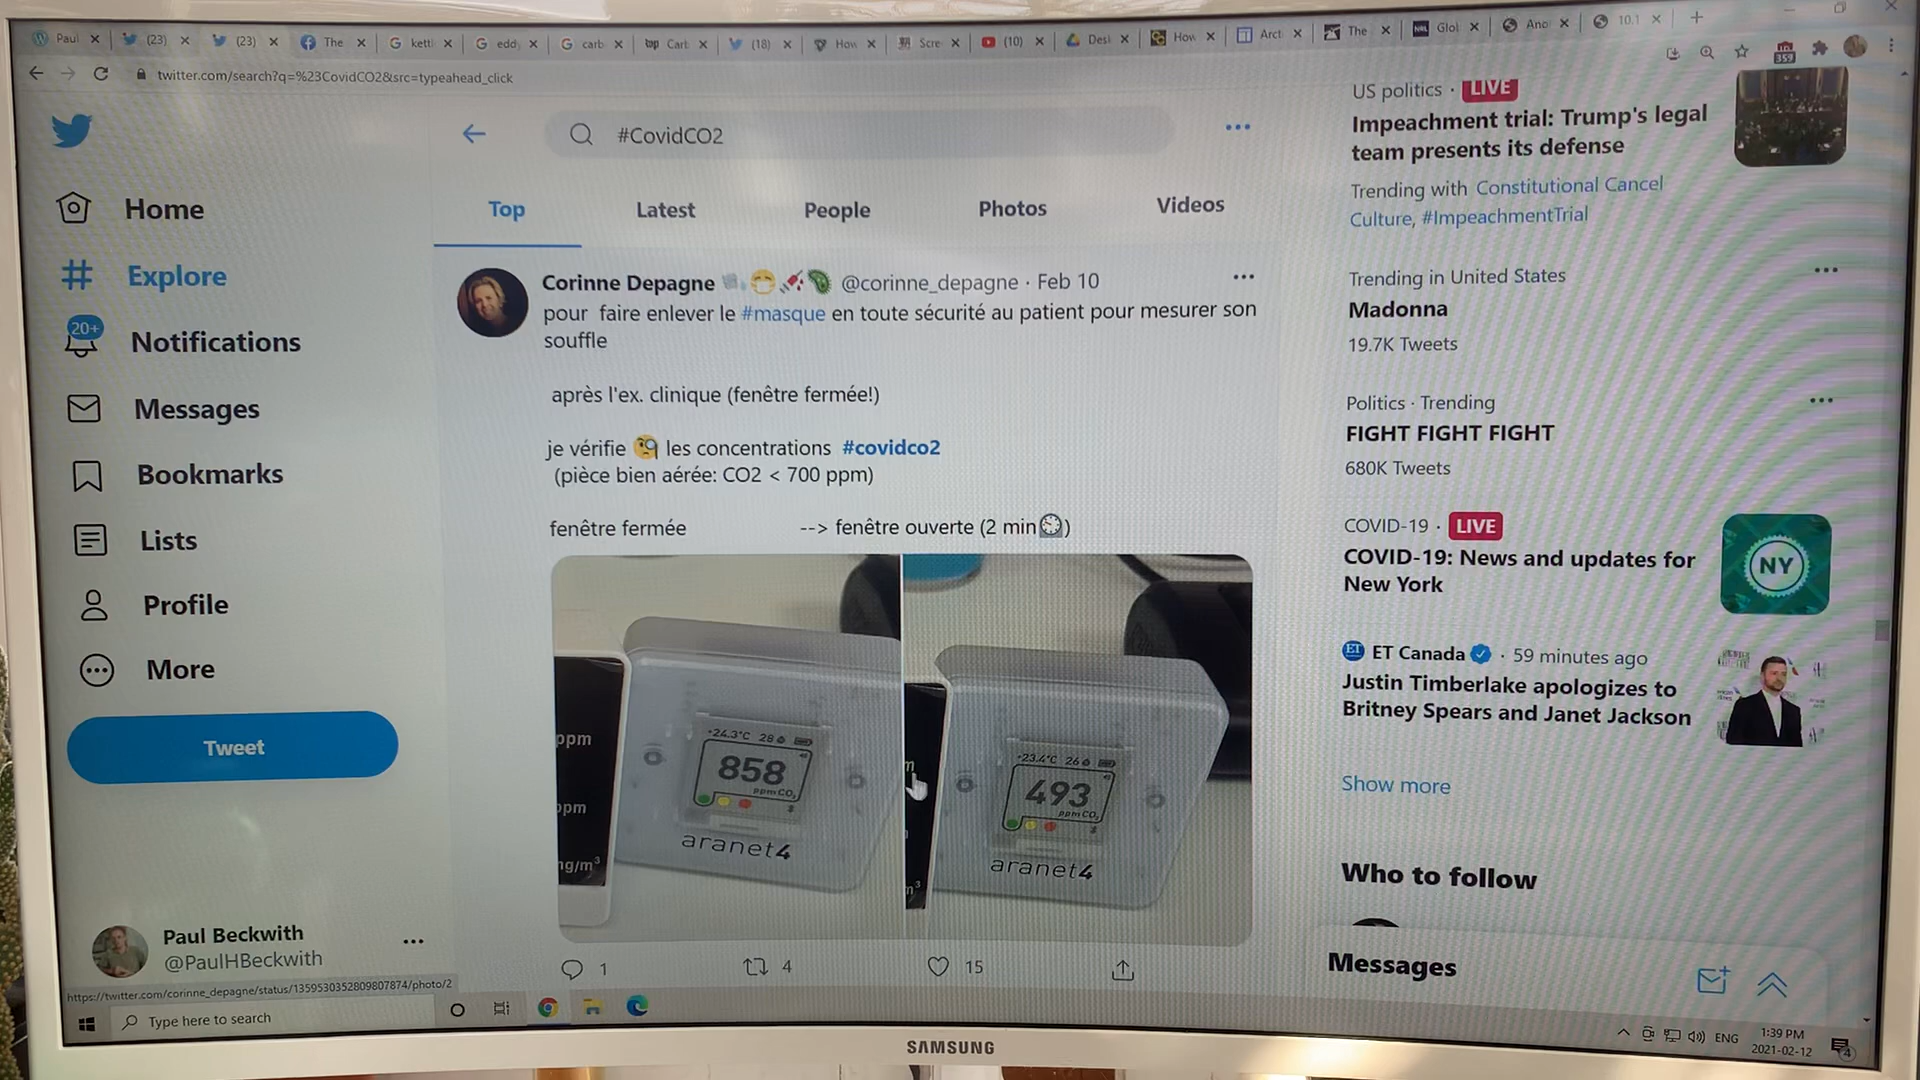 Paul
(23)
(23)
The
kettl
eddy
carb
Cart
(18)
How
Scre
(10)
Desi
How
Arcti
The
Glol
Ano
10.1
twitter.com/search?q=%23CovidCO2&src=typeahead_click
359
#CovidCO2
Top
Latest
People
Photos
Videos
Home
Explore
20+
Notifications
Messages
Bookmarks
Lists
Profile
More
Tweet
Paul Beckwith
@PaulHBeckwith
Corinne Depagne @corinne_depagne · Feb 10
pour faire enlever le #masque en toute sécurité au patient pour mesurer son
souffle
après l'ex. clinique (fenêtre fermée!)
je vérifie les concentrations #covidco2
(pièce bien aérée: CO2 < 700 ppm)
fenêtre fermée --> fenêtre ouverte (2 min )
ppm
ppm
ng/m³
24.3°C 28
858
ppm CO₂
aranet4
m
m³
23.4°C 26
493
ppm CO₂
aranet4
1
4
15
US politics · LIVE
Impeachment trial: Trump's legal
team presents its defense
Trending with Constitutional Cancel
Culture, #ImpeachmentTrial
Trending in United States
Madonna
19.7K Tweets
Politics · Trending
FIGHT FIGHT FIGHT
680K Tweets
COVID-19 · LIVE
COVID-19: News and updates for
New York
NY
ET
ET Canada · 59 minutes ago
Justin Timberlake apologizes to
Britney Spears and Janet Jackson
Show more
Who to follow
Messages
https://twitter.com/corinne_depagne/status/1359530352809807874/photo/2
Type here to search
ENG
1:39 PM
2021-02-12
4
SAMSUNG